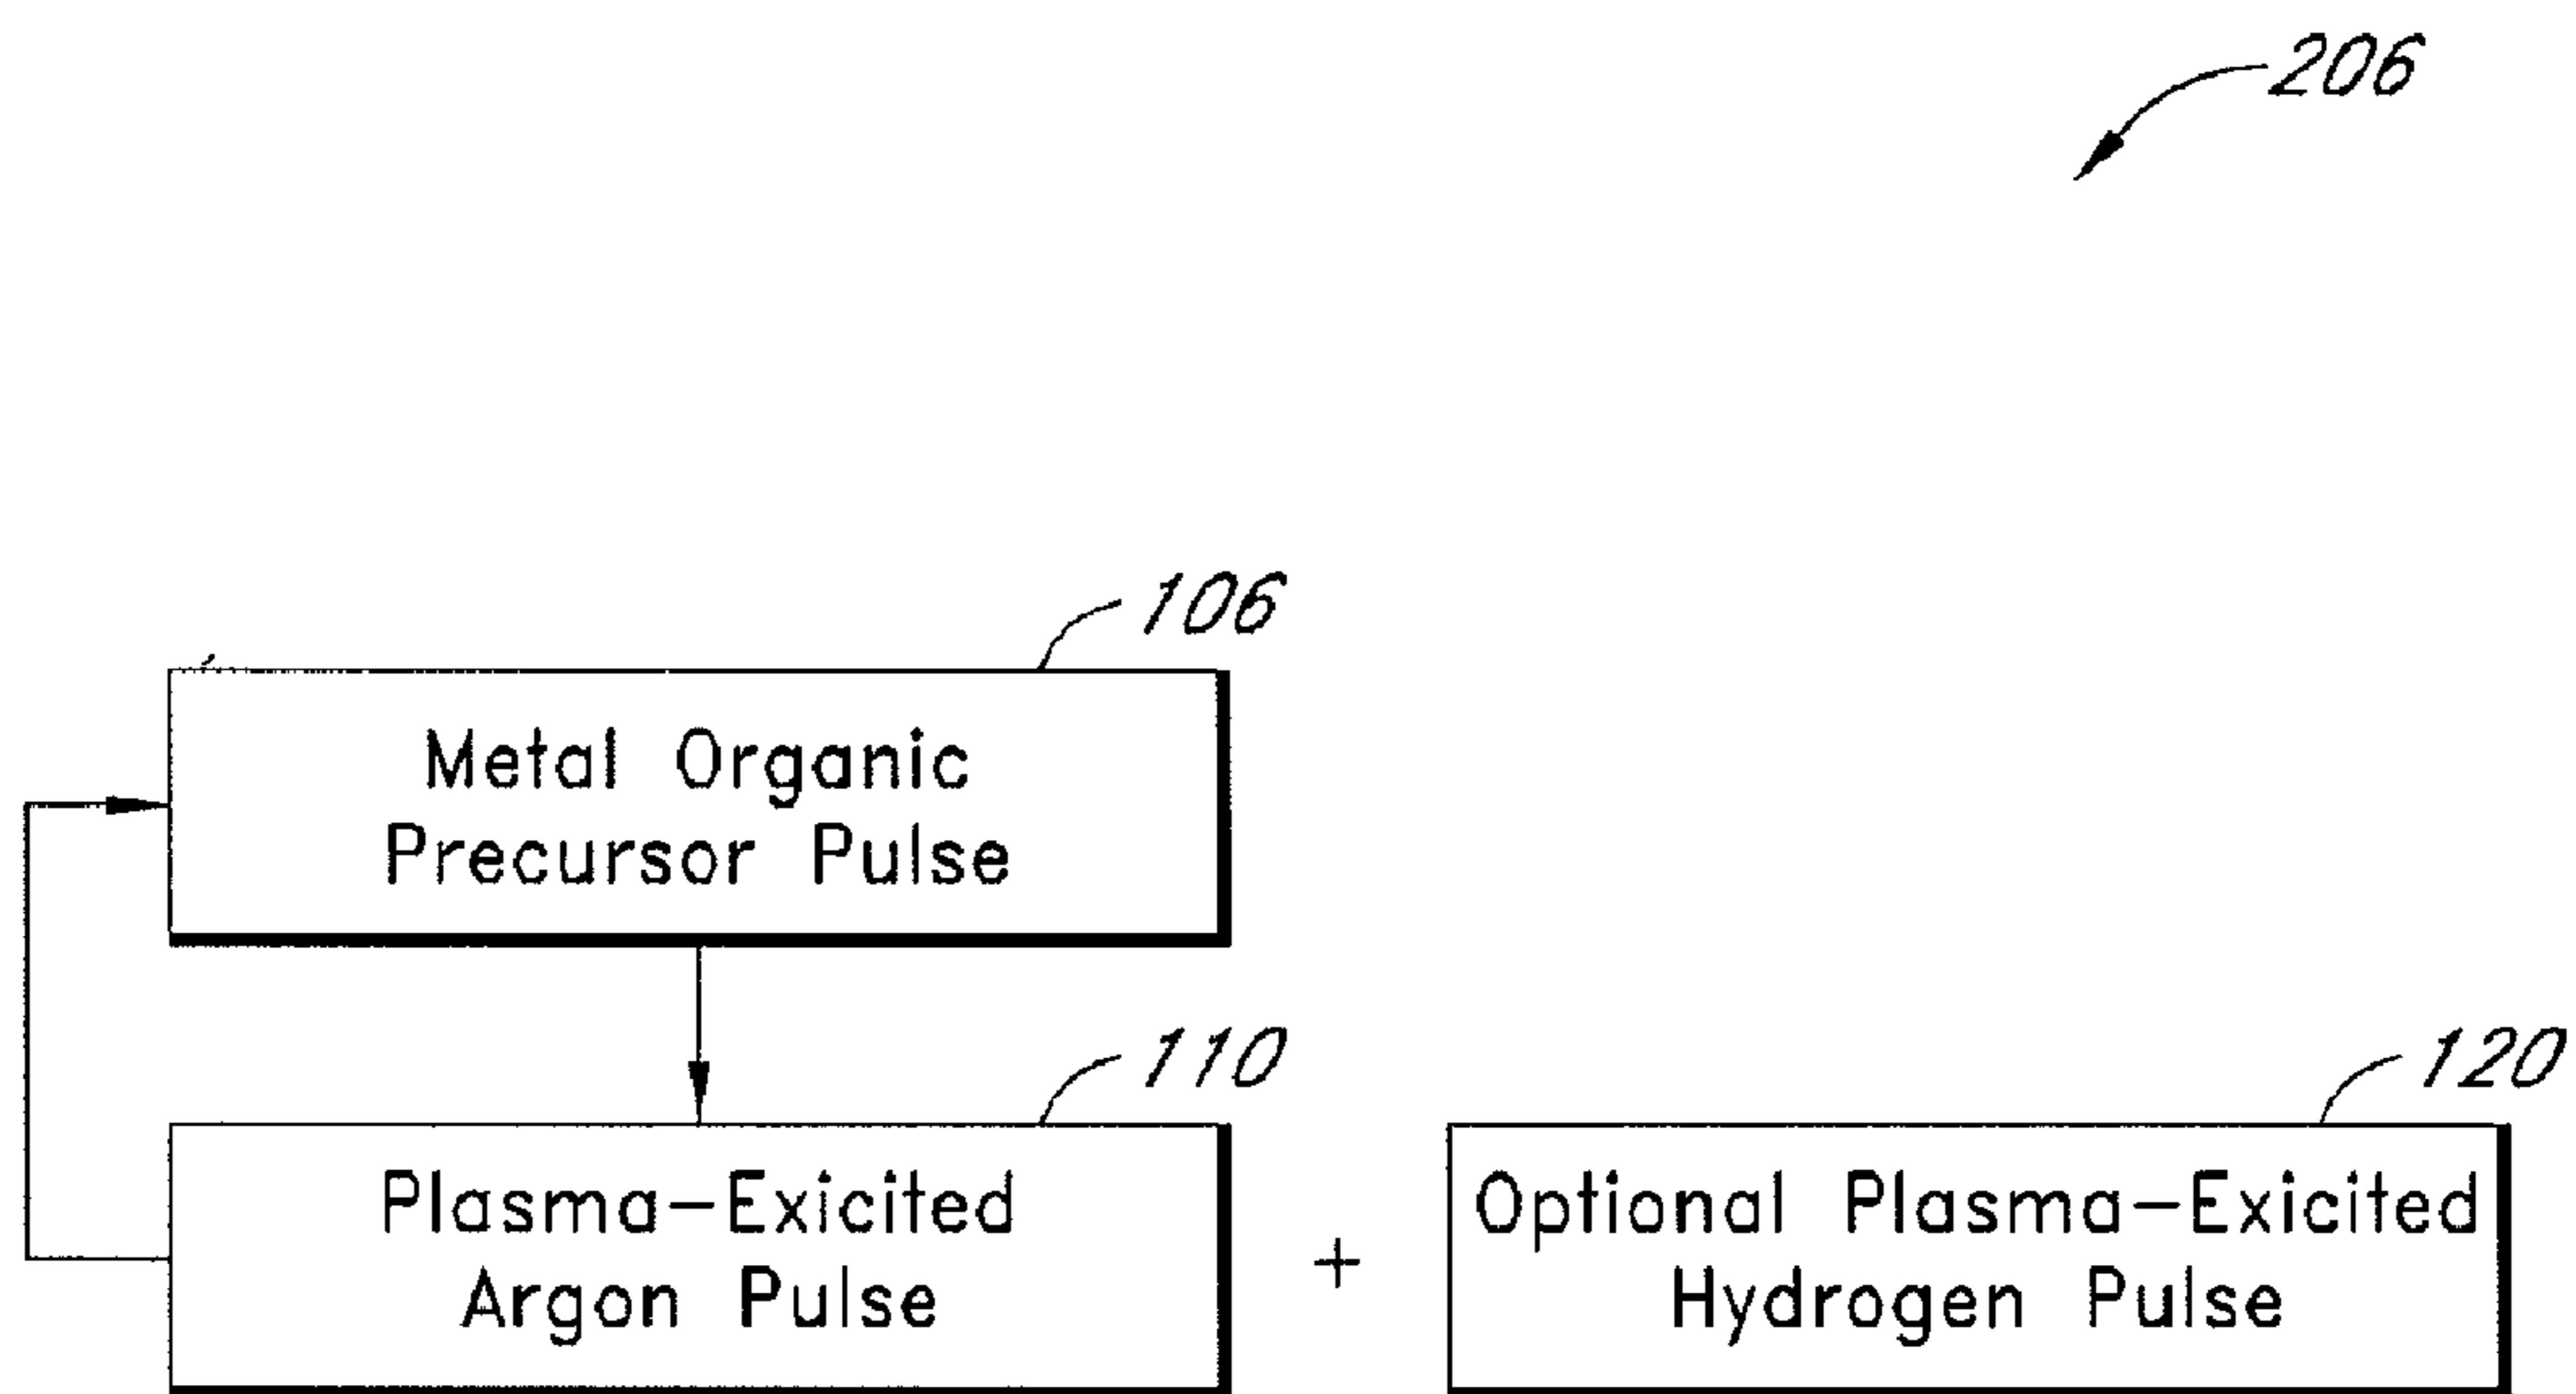 206
106
Metal Organic
Precursor Pulse
110
Plasma-Exicited
Argon Pulse
+
120
Optional Plasma-Exicited
Hydrogen Pulse